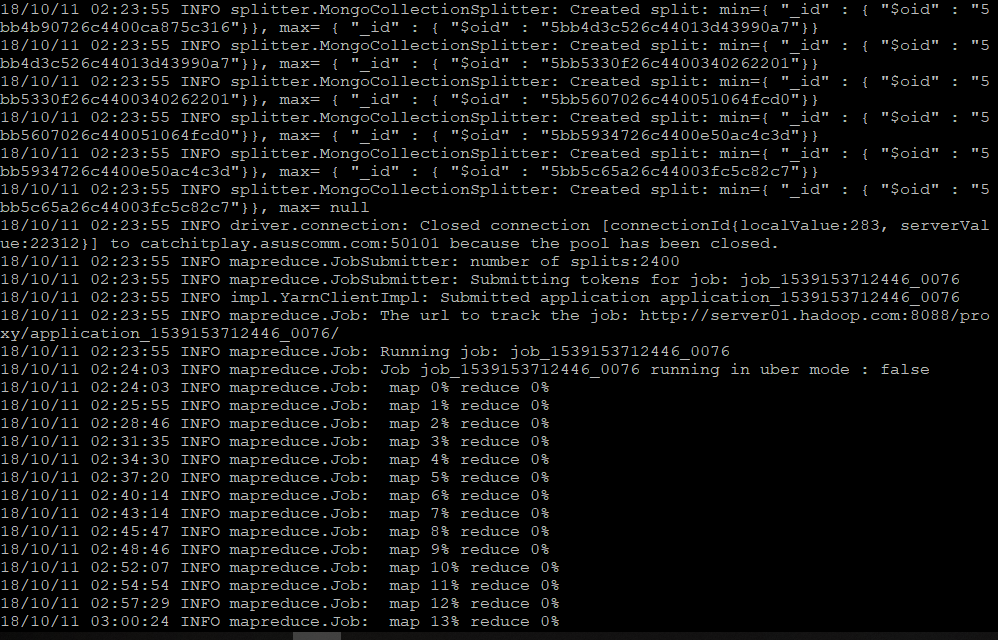 18/10/11 02:23:55 INFO splitter.MongoCollectionSplitter: Created split: min={ "_id" : { "$oid" : "5
bb4b90726c4400ca875c316"}}, max= { "_id" : { "$oid" : "5bb4d3c526c44013d43990a7"}}
18/10/11 02:23:55 INFO splitter.MongoCollectionSplitter: Created split: min={ "_id" : { "$oid" : "5
bb4d3c526c44013d43990a7"}}, max= { "_id" : { "$oid" : "5bb5330f26c4400340262201"}}
18/10/11 02:23:55 INFO splitter.MongoCollectionSplitter: Created split: min={ "_id" : { "$oid" : "5
bb5330f26c4400340262201"}}, max= { "_id" : { "$oid" : "5bb5607026c440051064fcd0"}}
18/10/11 02:23:55 INFO splitter.MongoCollectionSplitter: Created split: min={ "_id" : { "$oid" : "5
bb5607026c440051064fcd0"}}, max= { "_id" : { "$oid" : "5bb5934726c4400e50ac4c3d"}}
18/10/11 02:23:55 INFO splitter.MongoCollectionSplitter: Created split: min={ "_id" : { "$oid" : "5
bb5934726c4400e50ac4c3d"}}, max= { "_id" : { "$oid" : "5bb5c65a26c44003fc5c82c7"}}
18/10/11 02:23:55 INFO splitter.MongoCollectionSplitter: Created split: min={ "_id" : { "$oid" : "5
bb5c65a26c44003fc5c82c7"}}, max= null
18/10/11 02:23:55 INFO driver.connection: Closed connection [connectionId{localValue:283, serverVal
ue:22312}] to catchitplay.asuscomm.com:50101 because the pool has been closed.
18/10/11 02:23:55 INFO mapreduce.JobSubmitter: number of splits:2400
18/10/11 02:23:55 INFO mapreduce.JobSubmitter: Submitting tokens for job: job_1539153712446_0076
18/10/11 02:23:55 INFO impl.YarnClientImpl: Submitted application application_1539153712446_0076
18/10/11 02:23:55 INFO mapreduce.Job: The url to track the job: http://server01.hadoop.com:8088/pro
xy/application_1539153712446_0076/
18/10/11 02:23:55 INFO mapreduce.Job: Running job: job_1539153712446_0076
18/10/11 02:24:03 INFO mapreduce.Job: Job job_1539153712446_0076 running in uber mode : false
18/10/11 02:24:03 INFO mapreduce.Job:  map 0% reduce 0%
18/10/11 02:25:55 INFO mapreduce.Job:  map 1% reduce 0%
18/10/11 02:28:46 INFO mapreduce.Job:  map 2% reduce 0%
18/10/11 02:31:35 INFO mapreduce.Job:  map 3% reduce 0%
18/10/11 02:34:30 INFO mapreduce.Job:  map 4% reduce 0%
18/10/11 02:37:20 INFO mapreduce.Job:  map 5% reduce 0%
18/10/11 02:40:14 INFO mapreduce.Job:  map 6% reduce 0%
18/10/11 02:43:14 INFO mapreduce.Job:  map 7% reduce 0%
18/10/11 02:45:47 INFO mapreduce.Job:  map 8% reduce 0%
18/10/11 02:48:46 INFO mapreduce.Job:  map 9% reduce 0%
18/10/11 02:52:07 INFO mapreduce.Job:  map 10% reduce 0%
18/10/11 02:54:54 INFO mapreduce.Job:  map 11% reduce 0%
18/10/11 02:57:29 INFO mapreduce.Job:  map 12% reduce 0%
18/10/11 03:00:24 INFO mapreduce.Job:  map 13% reduce 0%